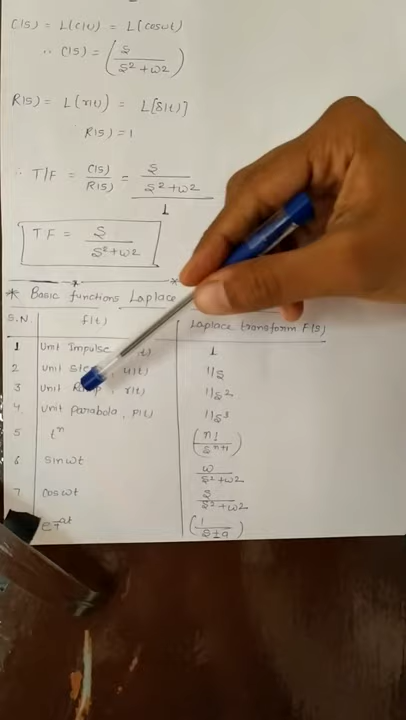 C(S) = L(c(t)) = L(cosωt)
∴ C(S) = (S / S²+ω2)
R(S) = L(r(t)) = L[δ(t)]
R(S) = 1
∴ T/F = C(S)/R(S) = (S / S²+ω2) / 1
TF = S / S²+ω2
* Basic functions Laplace
S.N. f(t) Laplace transform F(S)
1 Unit Impulse t) 1
2 Unit u(t) 1/S
3 Unit r(t) 1/S2
4. Unit parabola, P(t) 1/S3
5 tⁿ (n! / Sⁿ⁺¹)
6 sinωt ω / S²+ω2
7 cosωt S / S²+ω2
e∓at (1 / S±a)